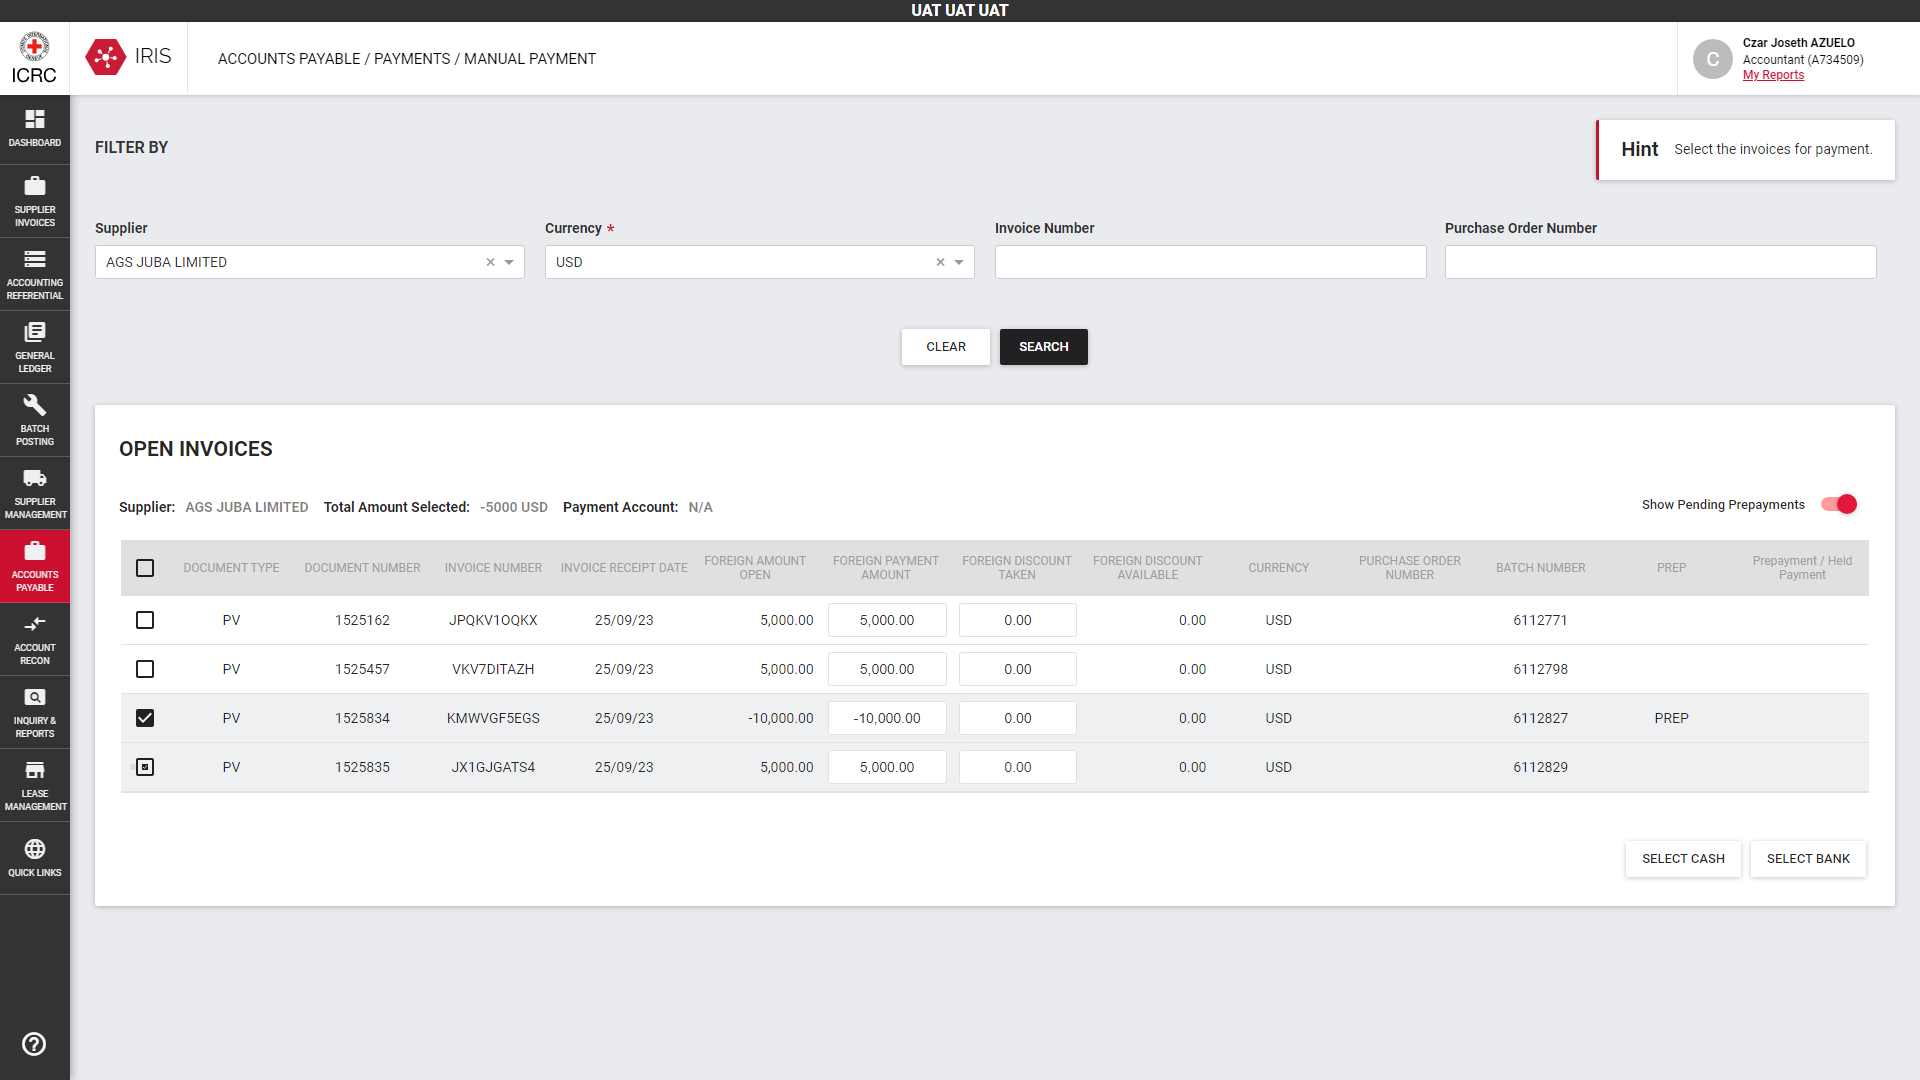 UAT UAT UAT
ICRC
IRIS
ACCOUNTS PAYABLE / PAYMENTS / MANUAL PAYMENT
C
Czar Joseth AZUELO
Accountant (A734509)
My Reports
DASHBOARD
SUPPLIER
INVOICES
ACCOUNTING
REFERENTIAL
GENERAL
LEDGER
BATCH
POSTING
SUPPLIER
MANAGEMENT
ACCOUNTS
PAYABLE
ACCOUNT
RECON
INQUIRY &
REPORTS
LEASE
MANAGEMENT
QUICK LINKS
FILTER BY
Hint Select the invoices for payment.
Supplier Currency * Invoice Number Purchase Order Number
AGS JUBA LIMITED USD
CLEAR SEARCH
OPEN INVOICES
Supplier: AGS JUBA LIMITED Total Amount Selected: -5000 USD Payment Account: N/A
Show Pending Prepayments
DOCUMENT TYPE DOCUMENT NUMBER INVOICE NUMBER INVOICE RECEIPT DATE FOREIGN AMOUNT OPEN FOREIGN PAYMENT AMOUNT FOREIGN DISCOUNT TAKEN FOREIGN DISCOUNT AVAILABLE CURRENCY PURCHASE ORDER NUMBER BATCH NUMBER PREP Prepayment / Held Payment
PV 1525162 JPQKV1OQKX 25/09/23 5,000.00 5,000.00 0.00 0.00 USD 6112771
PV 1525457 VKV7DITAZH 25/09/23 5,000.00 5,000.00 0.00 0.00 USD 6112798
PV 1525834 KMWVGF5EGS 25/09/23 -10,000.00 -10,000.00 0.00 0.00 USD 6112827 PREP
PV 1525835 JX1GJGATS4 25/09/23 5,000.00 5,000.00 0.00 0.00 USD 6112829
SELECT CASH SELECT BANK